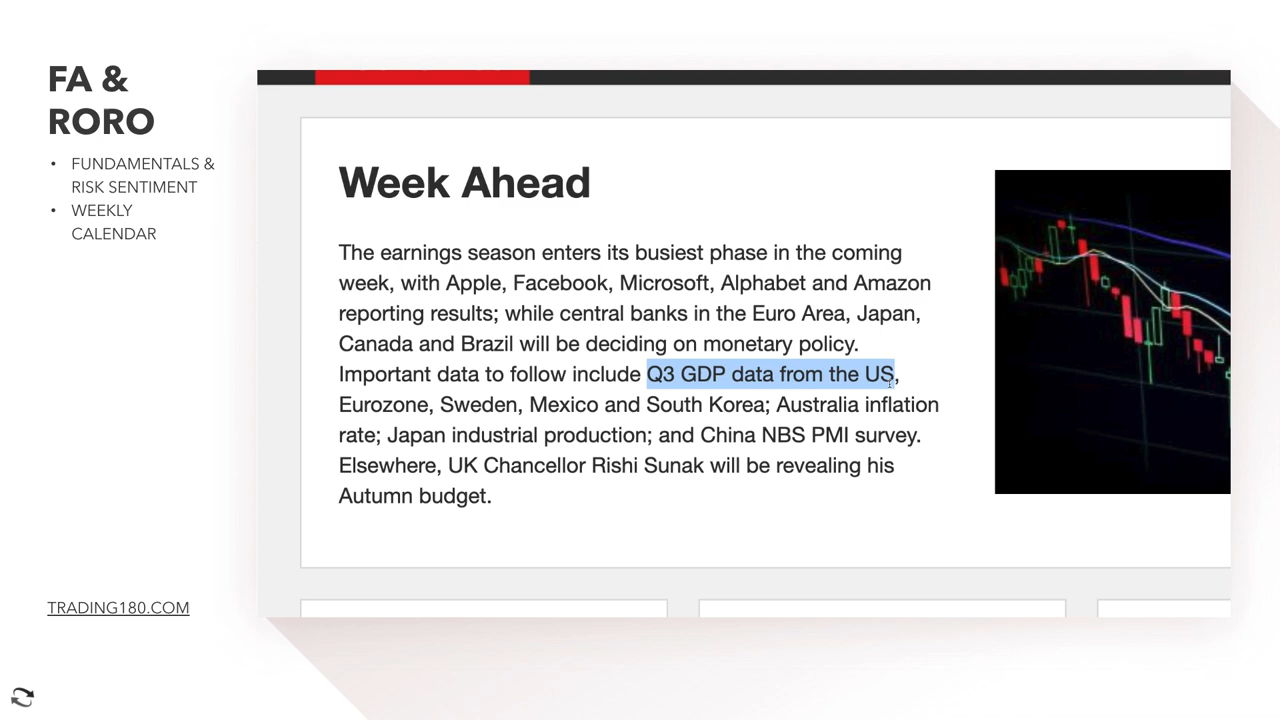 FA &
RORO
• FUNDAMENTALS &
RISK SENTIMENT
• WEEKLY
CALENDAR
TRADING180.COM
Week Ahead
The earnings season enters its busiest phase in the coming
week, with Apple, Facebook, Microsoft, Alphabet and Amazon
reporting results; while central banks in the Euro Area, Japan,
Canada and Brazil will be deciding on monetary policy.
Important data to follow include Q3 GDP data from the US,
Eurozone, Sweden, Mexico and South Korea; Australia inflation
rate; Japan industrial production; and China NBS PMI survey.
Elsewhere, UK Chancellor Rishi Sunak will be revealing his
Autumn budget.